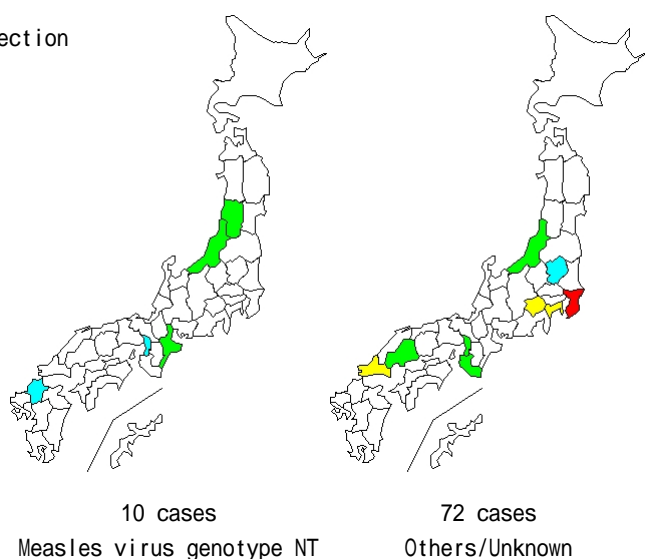 ection
10 cases
72 cases
Measles virus genotype NT
Others/Unknown